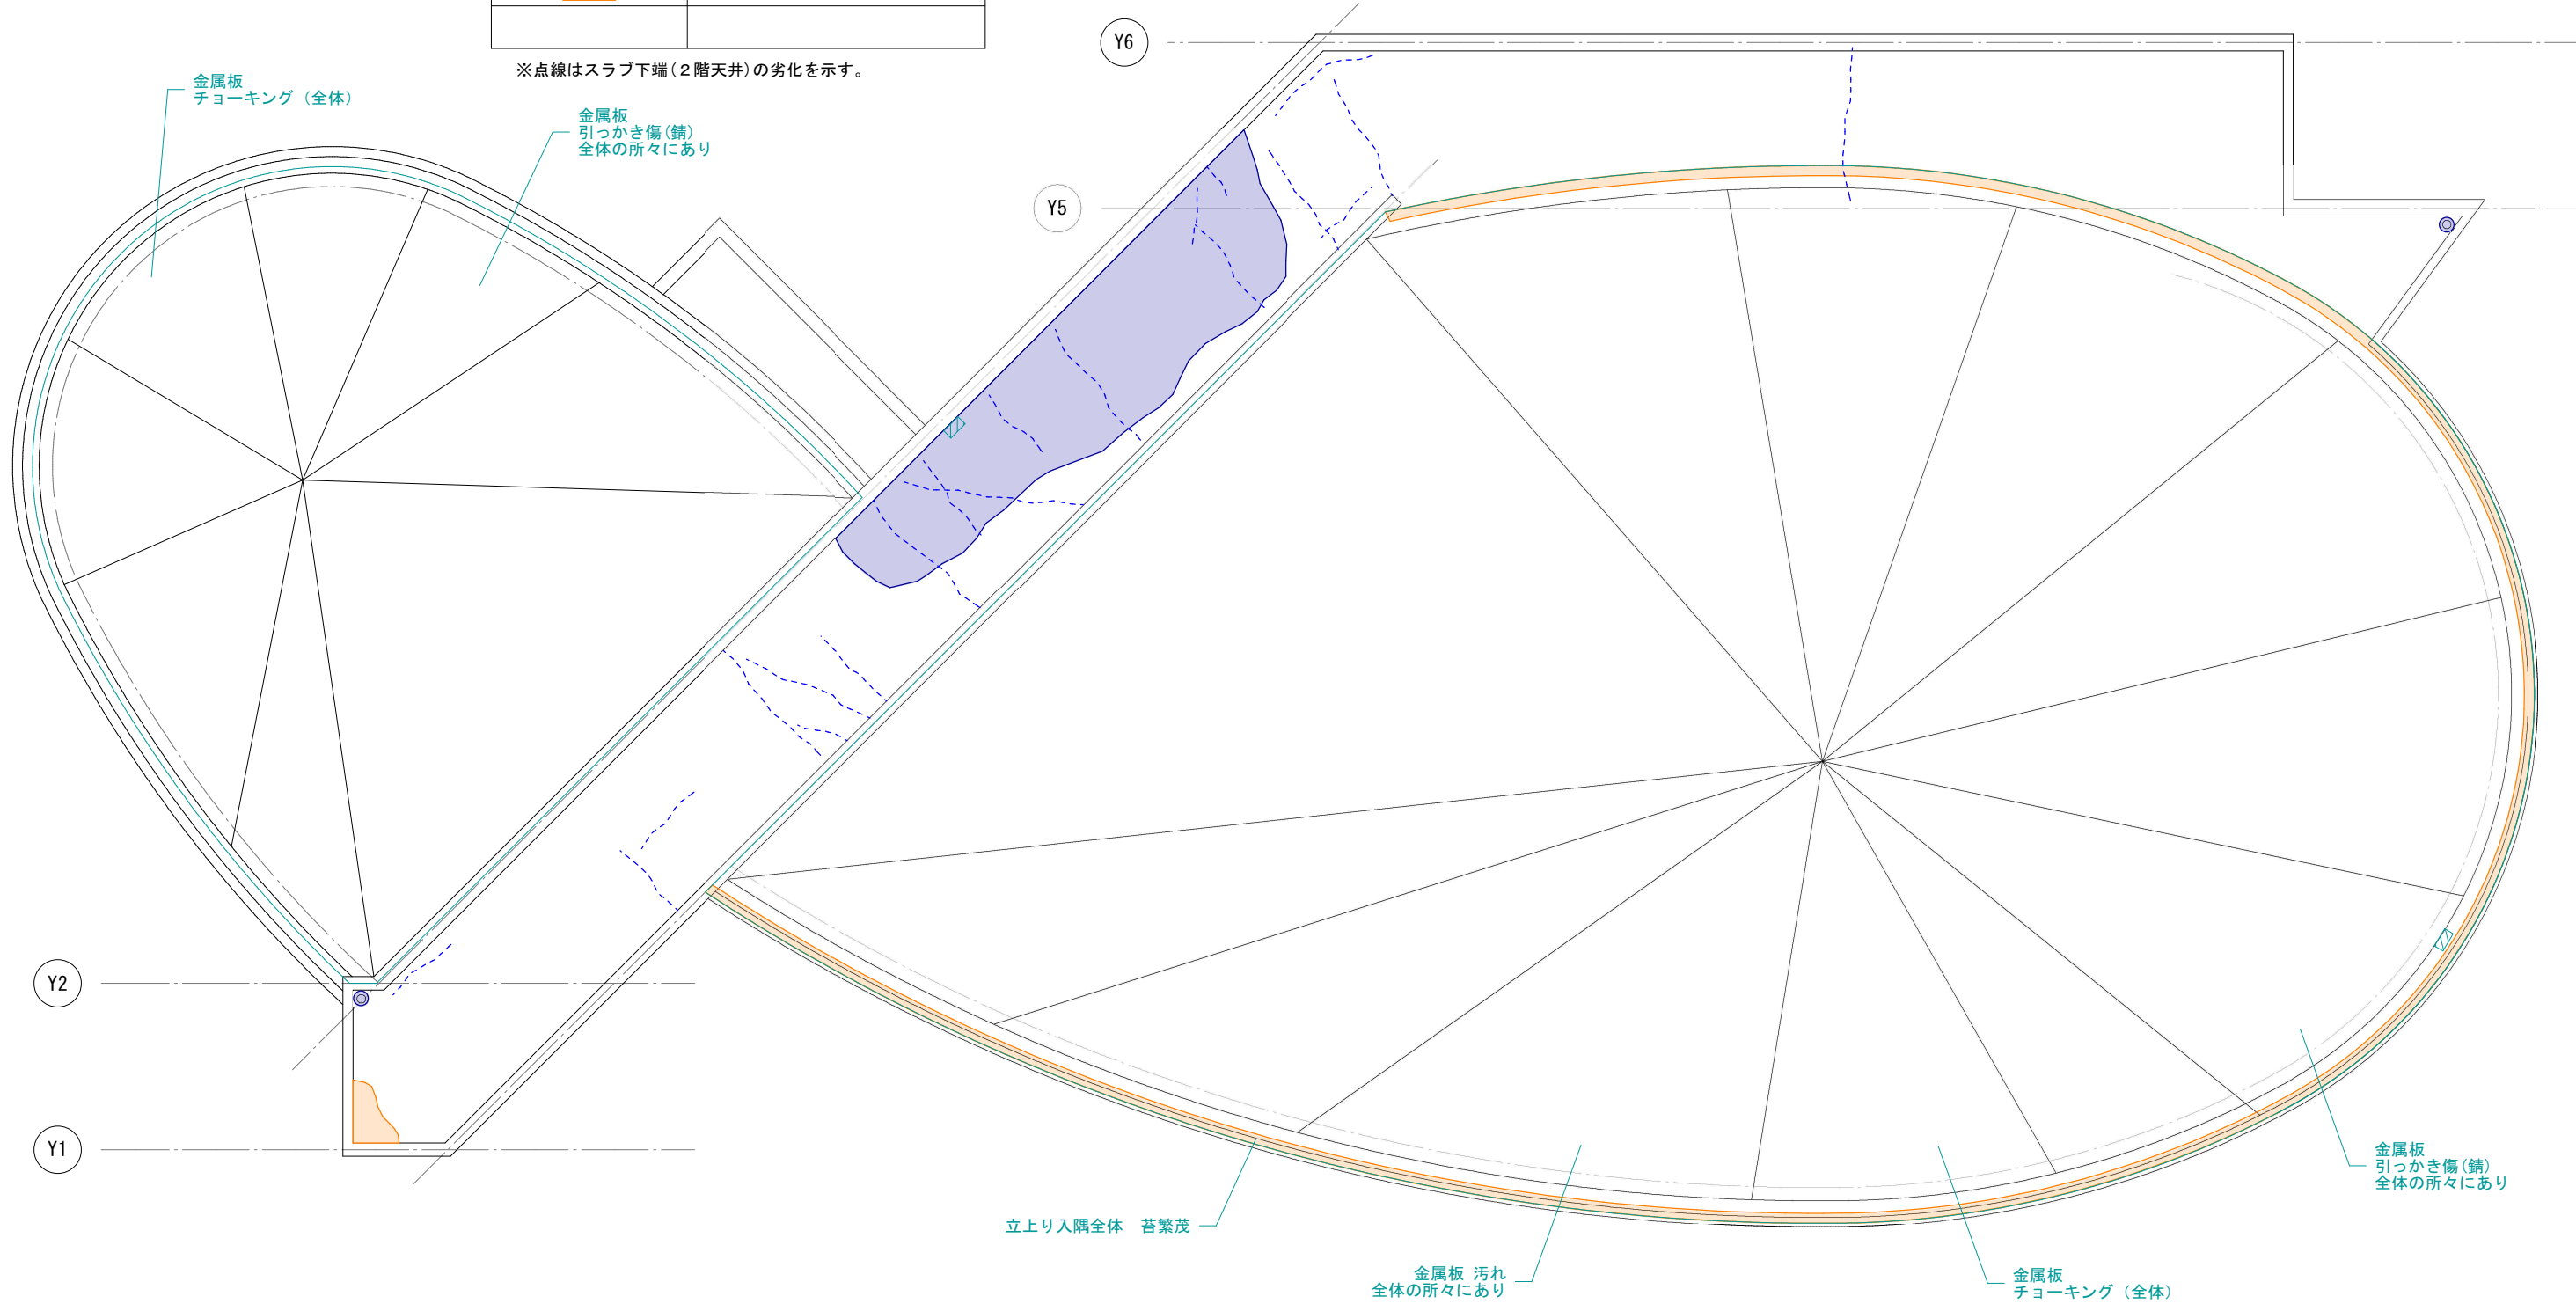 ※点線はスラブ下端(２階天井)の劣化を示す。
Y6
金属板
チョーキング（全体）
金属板
引っかき傷(錆)
全体の所々にあり
Y5
Y2
Y1
金属板
引っかき傷(錆)
全体の所々にあり
立上り入隅全体　苔繁茂
金属板 汚れ
全体の所々にあり
金属板
チョーキング（全体）